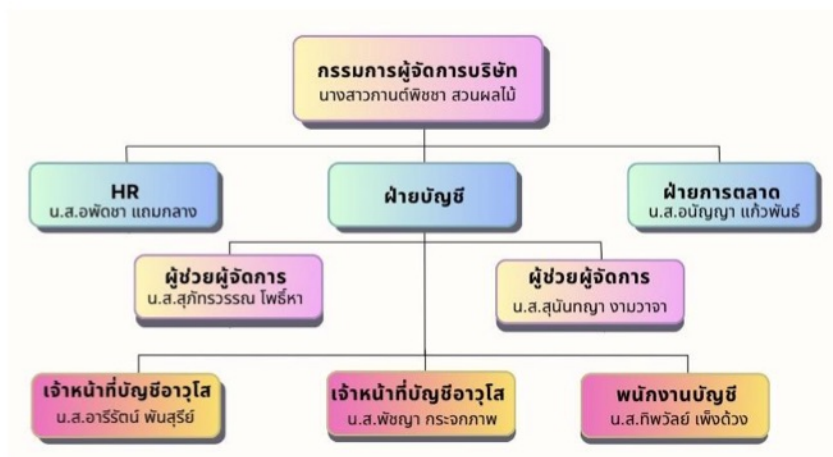 กรรมการผู้จัดการบริษัท
นางสาวกานต์พิชชา สวนผลไม้
HR
น.ส.อพัดชา แถมกลาง
ฝ่ายบัญชี
ฝ่ายการตลาด
น.ส.อนัญญา แก้วพันธ์
ผู้ช่วยผู้จัดการ
น.ส.สุภัทรวรรณ โพธิ์หา
ผู้ช่วยผู้จัดการ
น.ส.สุนันทญา งามวาจา
เจ้าหน้าที่บัญชีอาวุโส
น.ส.อารีรัตน์ พันสุรีย์
เจ้าหน้าที่บัญชีอาวุโส
น.ส.พัชญา กระจกภาพ
พนักงานบัญชี
น.ส.ทิพวัลย์ เพ็งด้วง